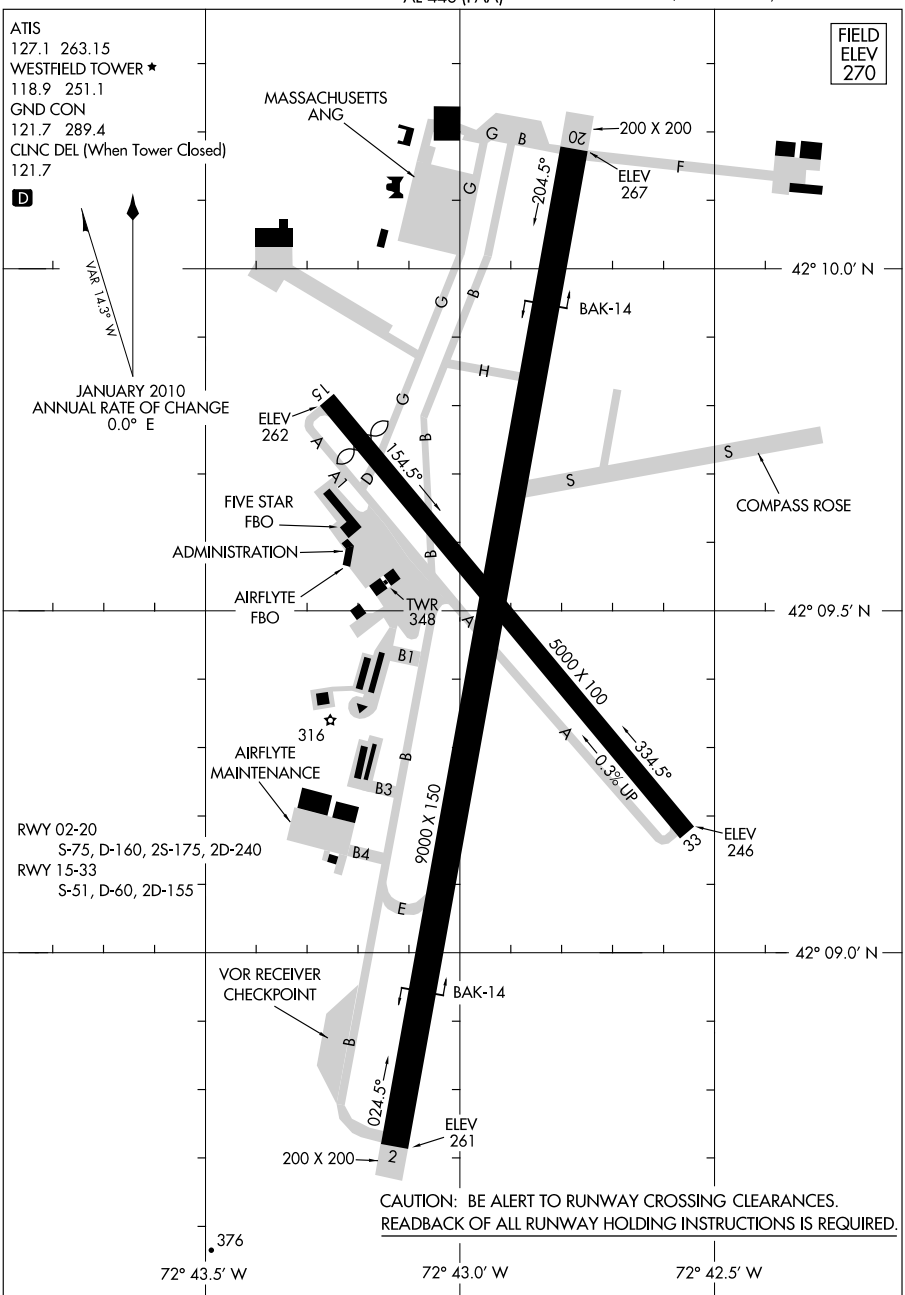 AL-440 (FAA)
ATIS
127.1 263.15
WESTFIELD TOWER ★
118.9 251.1
GND CON
121.7 289.4
CLNC DEL (When Tower Closed)
121.7
D
FIELD
ELEV
270
MASSACHUSETTS
ANG
200 X 200
20
G
B
F
ELEV
267
204.5°
G
VAR 14.3° W
42° 10.0' N
G
B
BAK-14
JANUARY 2010
ANNUAL RATE OF CHANGE
0.0° E
H
15
ELEV
262
G
A
B
154.5°
S
S
A1
D
COMPASS ROSE
FIVE STAR
FBO
ADMINISTRATION
B
AIRFLYTE
FBO
TWR
348
42° 09.5' N
A
B1
5000 X 100
316
A
334.5°
0.3% UP
AIRFLYTE
MAINTENANCE
B
B3
9000 X 150
ELEV
246
33
RWY 02-20
S-75, D-160, 2S-175, 2D-240
RWY 15-33
S-51, D-60, 2D-155
B4
E
42° 09.0' N
VOR RECEIVER
CHECKPOINT
BAK-14
B
024.5°
ELEV
261
200 X 200
2
CAUTION: BE ALERT TO RUNWAY CROSSING CLEARANCES.
READBACK OF ALL RUNWAY HOLDING INSTRUCTIONS IS REQUIRED.
376
72° 43.5' W
72° 43.0' W
72° 42.5' W